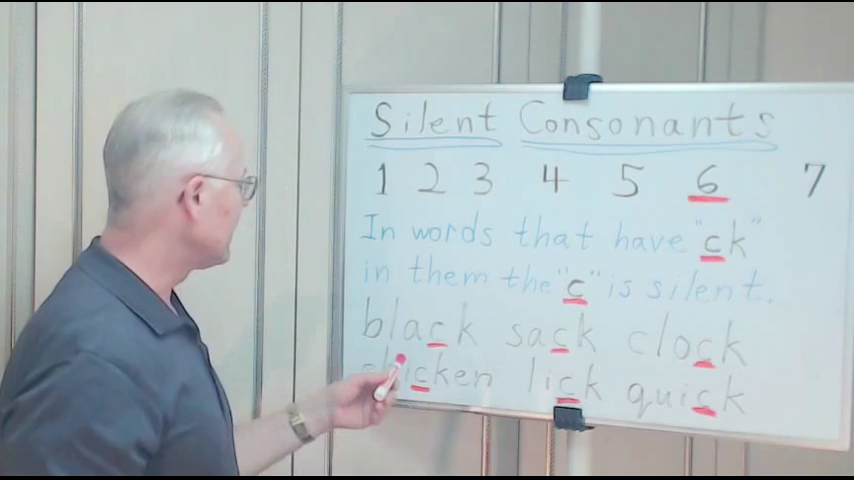 Silent Consonants
1 2 3 4 5 6 7
In words that have "ck"
in them the "c" is silent.
black sack clock
chicken lick quick